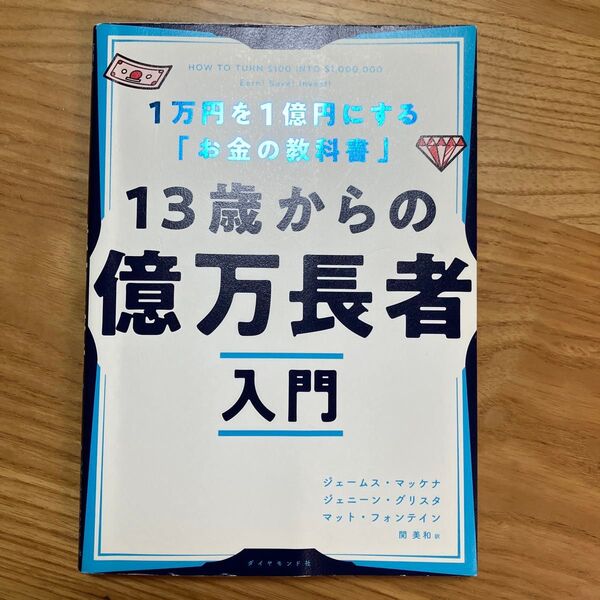 HOW TO TURN $100 INTO $1,000,000
Earn! Save! Invest!
1万円を1億円にする
「お金の教科書」
13歳からの
億万長者
入門
ジェームス・マッケナ
ジェニーン・グリスタ
マット・フォンテイン
関 美和 訳
ダイヤモンド社